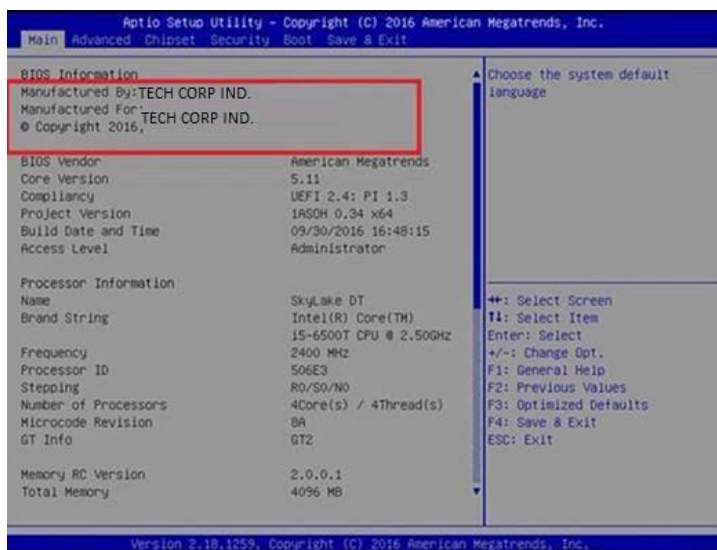 Aptio Setup Utility - Copyright (C) 2016 American Megatrends, Inc.
Main Advanced Chipset Security Boot Save & Exit
BIOS Information
Manufactured By:TECH CORP IND.
Manufactured For:
TECH CORP IND.
© Copyright 2016,
BIOS Vendor American Megatrends
Core Version 5.11
Compliancy UEFI 2.4; PI 1.3
Project Version 1ASOH 0.34 x64
Build Date and Time 09/30/2016 16:48:15
Access Level Administrator
Processor Information
Name SkyLake DT
Brand String Intel(R) Core(TM)
i5-6500T CPU @ 2.50GHz
Frequency 2400 MHz
Processor ID 506E3
Stepping R0/S0/N0
Number of Processors 4Core(s) / 4Thread(s)
Microcode Revision 8A
GT Info GT2
Memory RC Version 2.0.0.1
Total Memory 4096 MB
Choose the system default
language
→←: Select Screen
↑↓: Select Item
Enter: Select
+/-: Change Opt.
F1: General Help
F2: Previous Values
F3: Optimized Defaults
F4: Save & Exit
ESC: Exit
Version 2.18.1259. Copyright (C) 2016 American Megatrends, Inc.